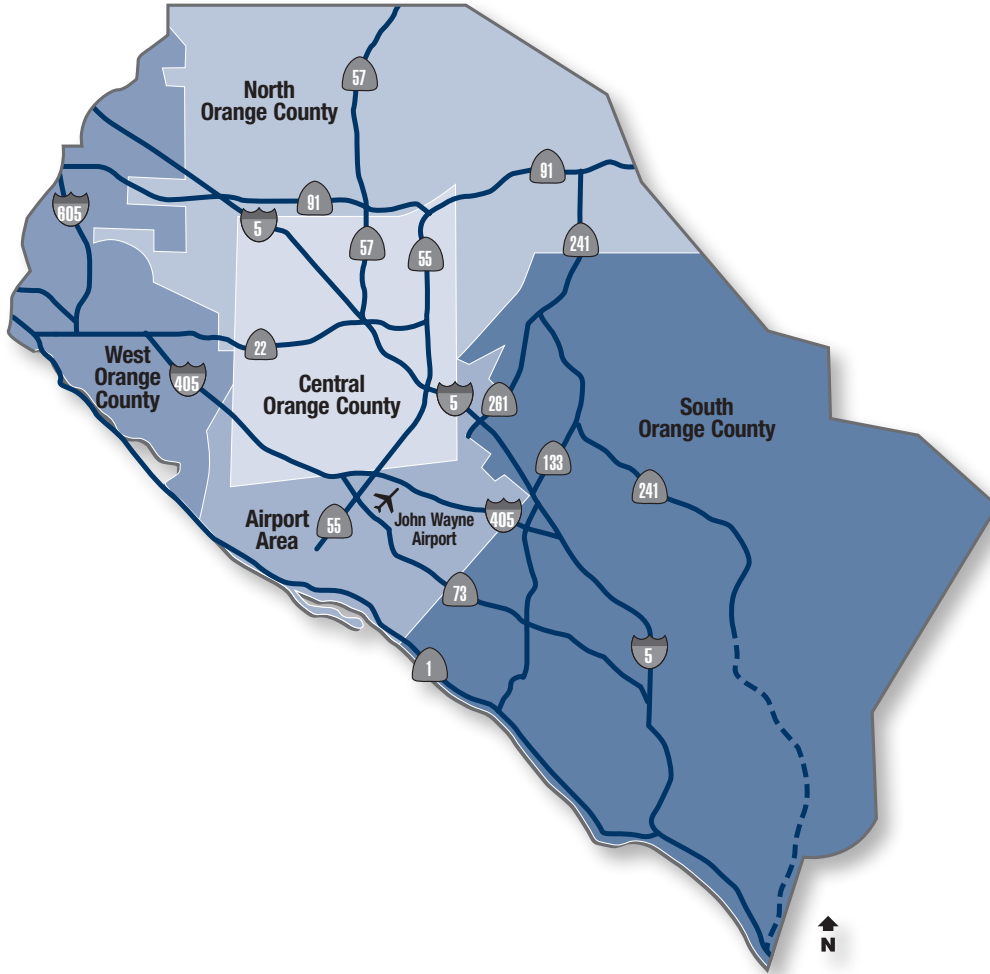 57
North
Orange County
91
91
605
5
57
55
241
22
West
Orange
County
405
Central
Orange County
5
261
South
Orange County
133
241
Airport
Area
55
John Wayne
Airport
405
73
5
1
N